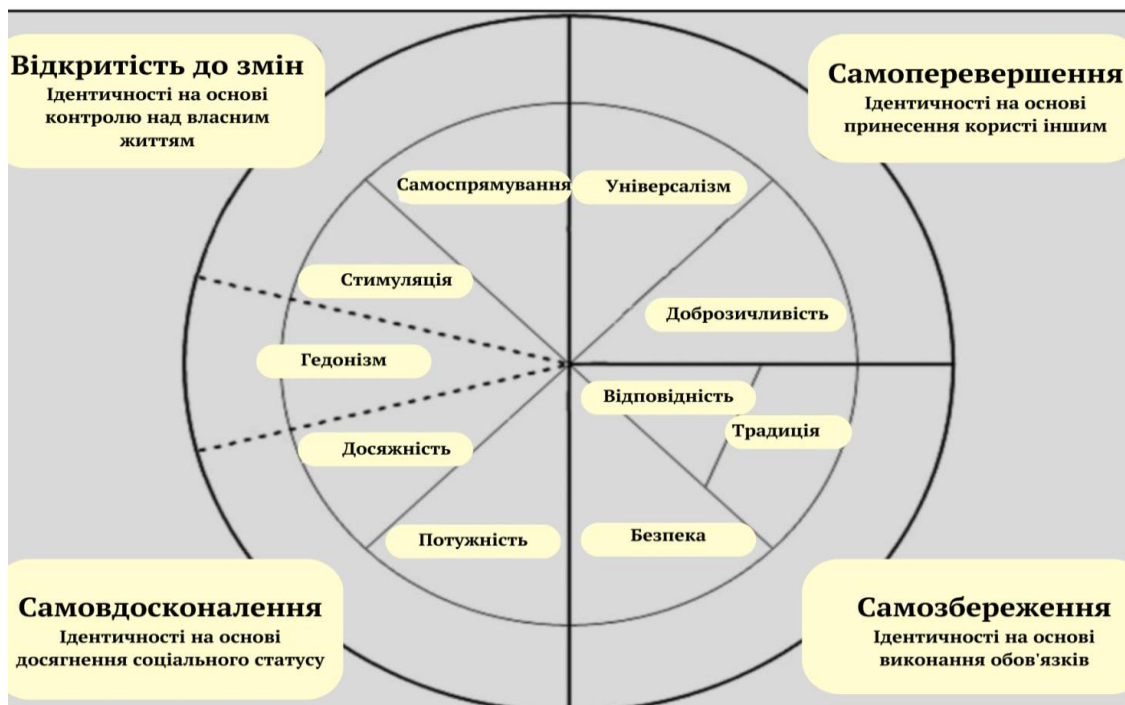 Відкритість до змін
Ідентичності на основі
контролю над власним
життям
Самоперевершення
Ідентичності на основі
принесення користі іншим
Самоспрямування
Універсалізм
Стимуляція
Доброзичливість
Гедонізм
Відповідність
Традиція
Досяжність
Потужність
Безпека
Самовдосконалення
Ідентичності на основі
досягнення соціального статусу
Самозбереження
Ідентичності на основі
виконання обов'язків